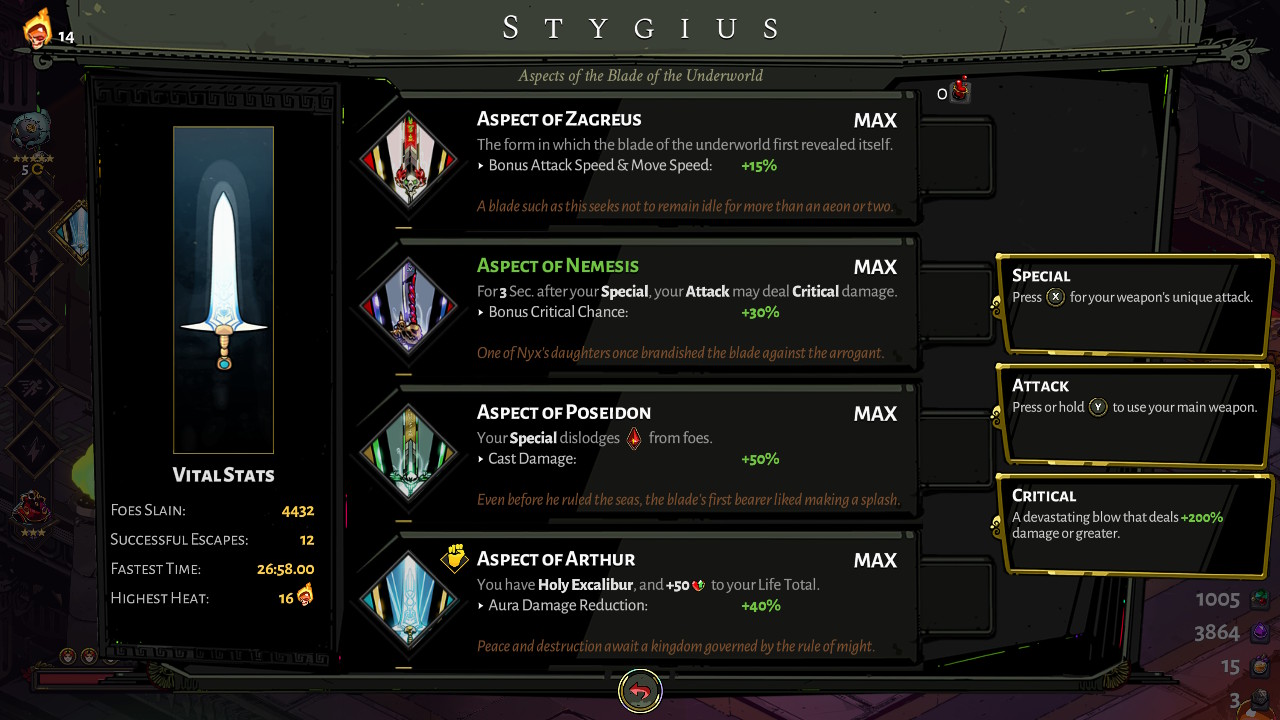 14
STYGIUS
Aspects of the Blade of the Underworld
0
5
ASPECT OF ZAGREUS MAX
The form in which the blade of the underworld first revealed itself.
‣ Bonus Attack Speed & Move Speed: +15%
A blade such as this seeks not to remain idle for more than an aeon or two.
ASPECT OF NEMESIS MAX
For 3 Sec. after your Special, your Attack may deal Critical damage.
‣ Bonus Critical Chance: +30%
One of Nyx's daughters once brandished the blade against the arrogant.
ASPECT OF POSEIDON MAX
Your Special dislodges from foes.
‣ Cast Damage: +50%
Even before he ruled the seas, the blade's first bearer liked making a splash.
ASPECT OF ARTHUR MAX
You have Holy Excalibur, and +50 to your Life Total.
‣ Aura Damage Reduction: +40%
Peace and destruction await a kingdom governed by the rule of might.
VITAL STATS
FOES SLAIN: 4432
SUCCESSFUL ESCAPES: 12
FASTEST TIME: 26:58.00
HIGHEST HEAT: 16
SPECIAL
Press X for your weapon's unique attack.
ATTACK
Press or hold Y to use your main weapon.
CRITICAL
A devastating blow that deals +200%
damage or greater.
1005
3864
15
3